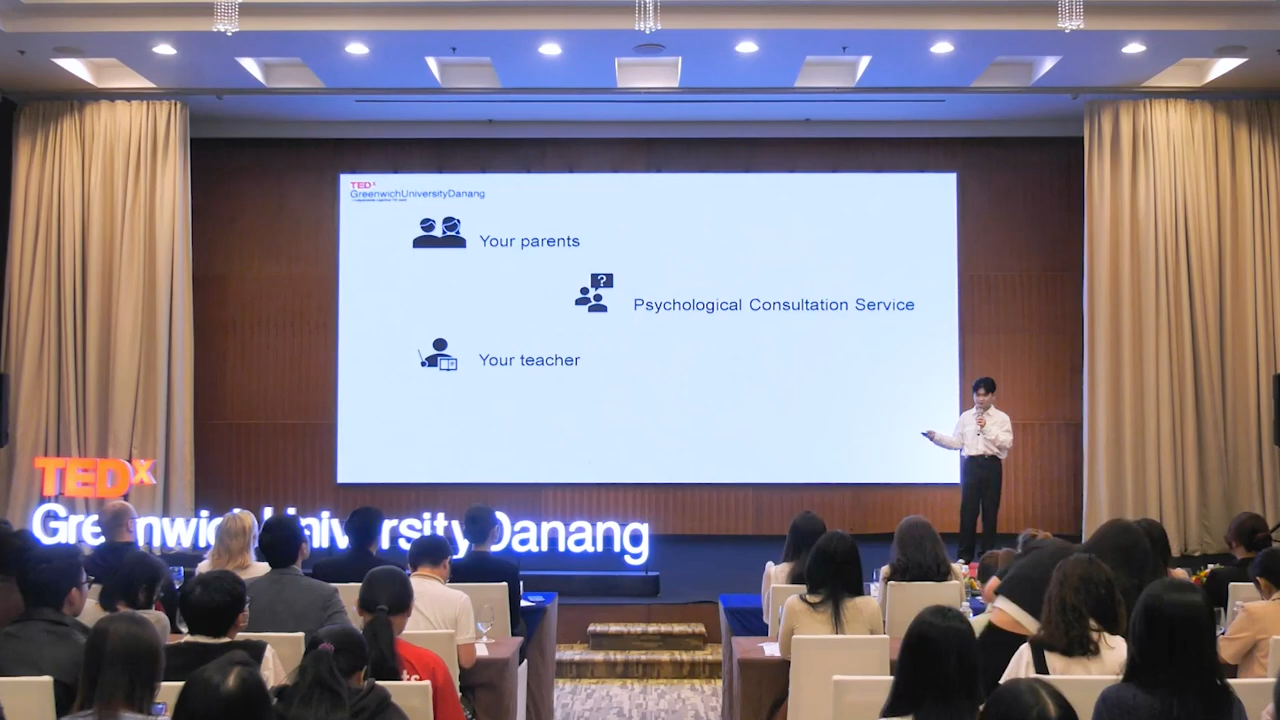 TEDx
GreenwichUniversityDanang
Your parents
?
Psychological Consultation Service
Your teacher
TEDx
GreenwichUniversityDanang